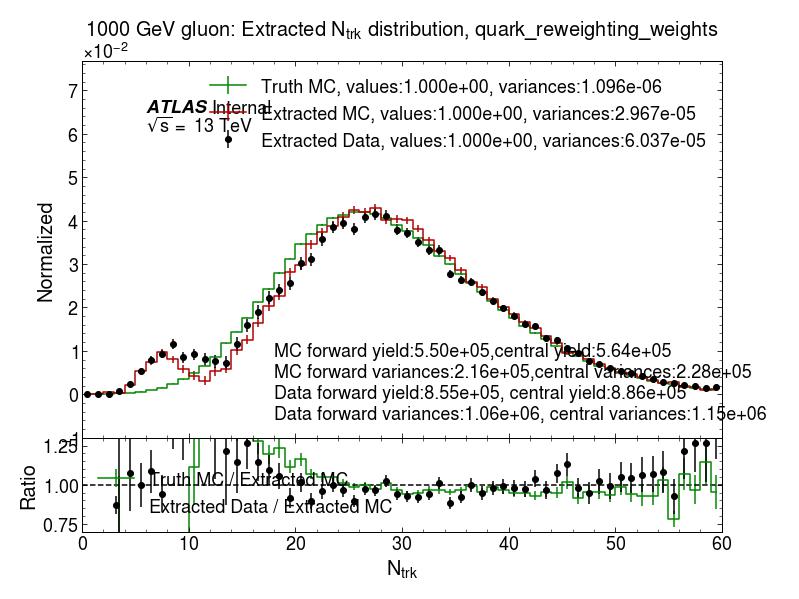 1000 GeV gluon: Extracted Ntrk distribution, quark_reweighting_weights
×10−2
Truth MC, values:1.000e+00, variances:1.096e-06
ATLAS Internal
Extracted MC, values:1.000e+00, variances:2.967e-05
√s = 13 TeV
Extracted Data, values:1.000e+00, variances:6.037e-05
7
6
5
4
3
2
1
0
Normalized
MC forward yield:5.50e+05,central yield:5.64e+05
MC forward variances:2.16e+05,central variances:2.28e+05
Data forward yield:8.55e+05, central yield:8.86e+05
Data forward variances:1.06e+06, central variances:1.15e+06
1.25
1.00
0.75
Ratio
Truth MC / Extracted MC
Extracted Data / Extracted MC
0 10 20 30 40 50 60
Ntrk